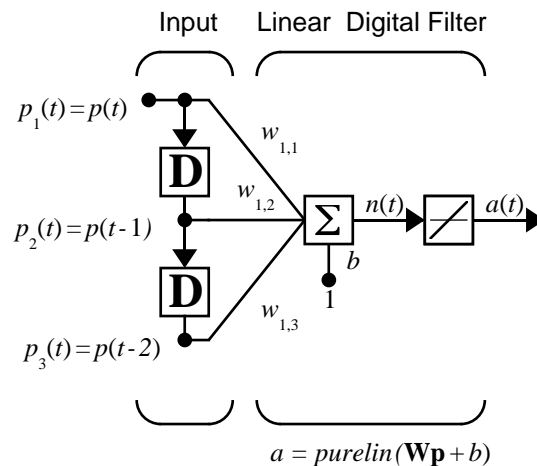 Input
Linear Digital Filter
p₁(t) = p(t)
w₁,₁
D
w₁,₂
n(t)
a(t)
Σ
p₂(t) = p(t-1)
b
D
1
w₁,₃
p₃(t) = p(t-2)
a = purelin(Wp + b)